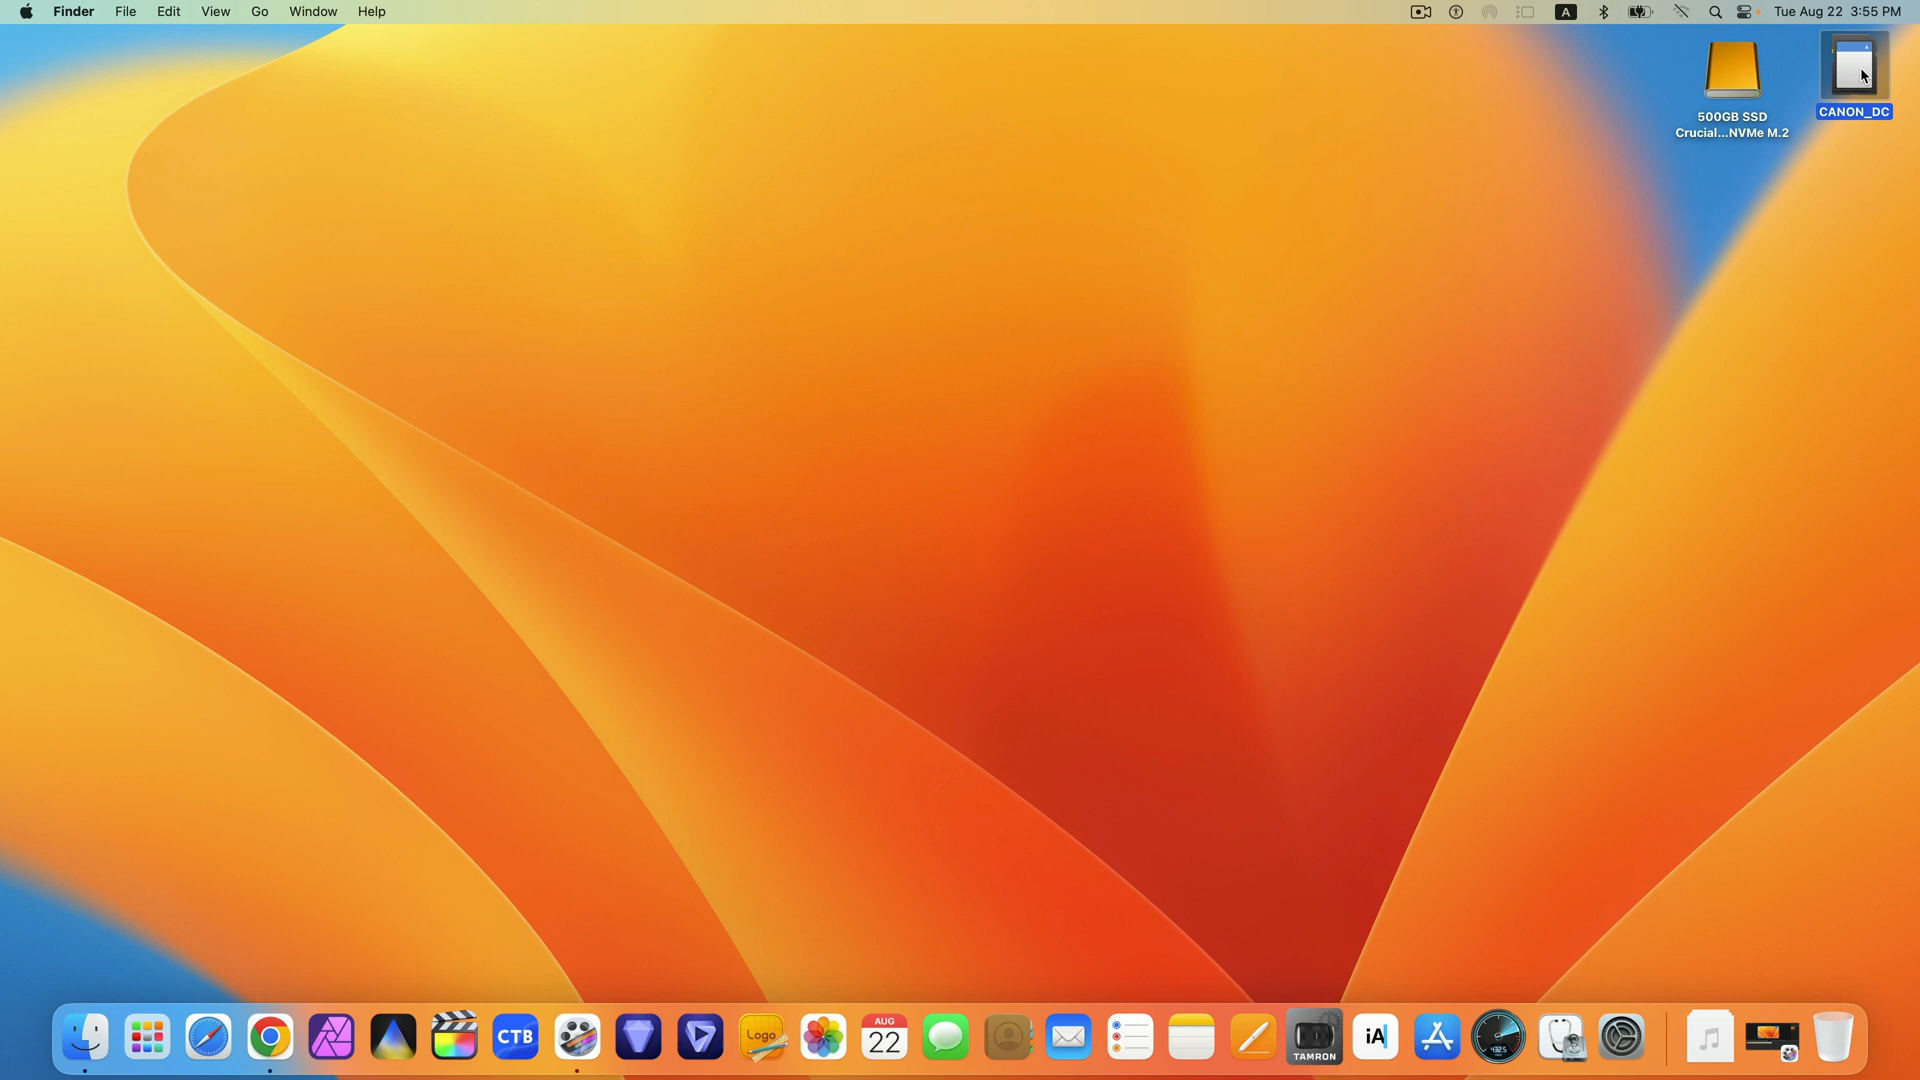 Finder File Edit View Go Window Help A Tue Aug 22 3:55 PM
500GB SSD
Crucial...NVMe M.2
CANON_DC
CTB
Logo
AUG
22
TAMRON
iA